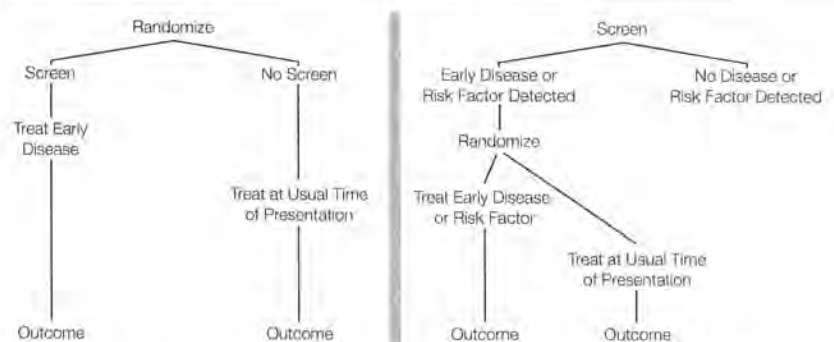 Randomize
Screen
No Screen
Treat Early
Disease
Treat at Usual Time
of Presentation
Outcome
Outcome
Screen
Early Disease or
Risk Factor Detected
No Disease or
Risk Factor Detected
Randomize
Treat Early Disease
or Risk Factor
Treat at Usual Time
of Presentation
Outcome
Outcome